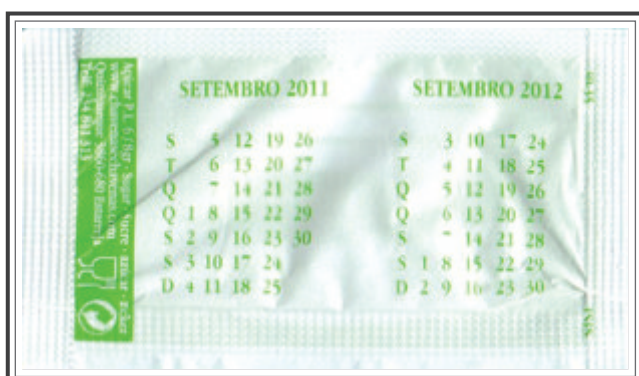 SETEMBRO 2011
S 5 12 19 26
T 6 13 20 27
Q 7 14 21 28
Q 1 8 15 22 29
S 2 9 16 23 30
S 3 10 17 24
D 4 11 18 25
SETEMBRO 2012
S 3 10 17 24
T 4 11 18 25
Q 5 12 19 26
Q 6 13 20 27
S 7 14 21 28
S 1 8 15 22 29
D 2 9 16 23 30
Sugar · Sucre